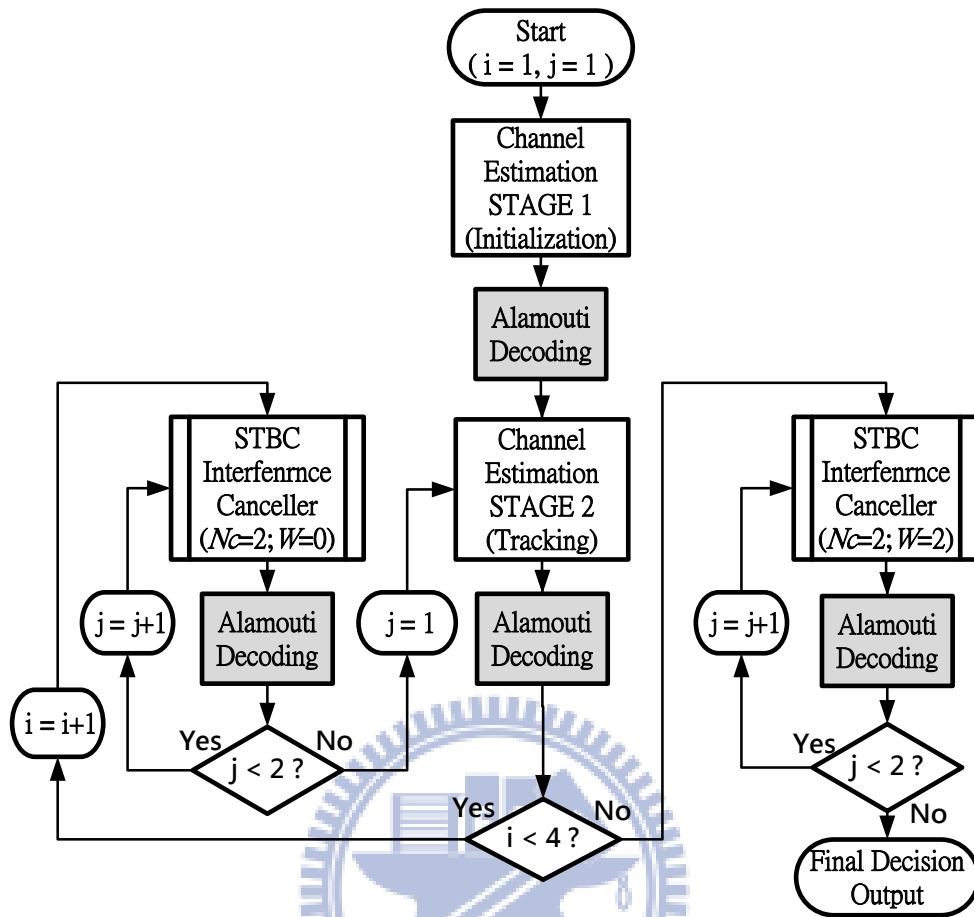 Start
( i = 1, j = 1 )
Channel
Estimation
STAGE 1
(Initialization)
Alamouti
Decoding
STBC
Interfenrnce
Canceller
(Nc=2; W=0)
Channel
Estimation
STAGE 2
(Tracking)
STBC
Interfenrnce
Canceller
(Nc=2; W=2)
j = j+1
Alamouti
Decoding
j = 1
Alamouti
Decoding
j = j+1
Alamouti
Decoding
i = i+1
Yes
No
j < 2 ?
Yes
j < 2 ?
No
Yes
No
i < 4 ?
Final Decision
Output